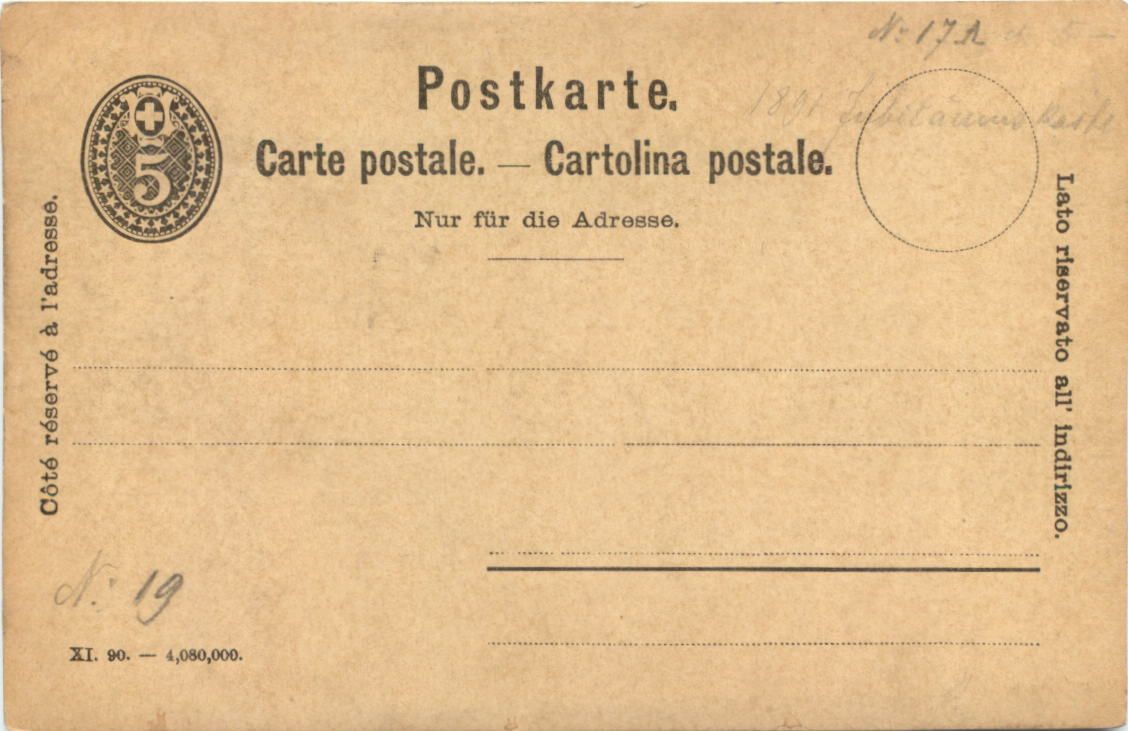 Nº 17A
Postkarte.
1891 Jubiläums Karte
Carte postale. — Cartolina postale.
5
Nur für die Adresse.
Côté réservé à l'adresse.
Lato riservato all' indirizzo.
Nº 19
XI. 90. — 4,080,000.